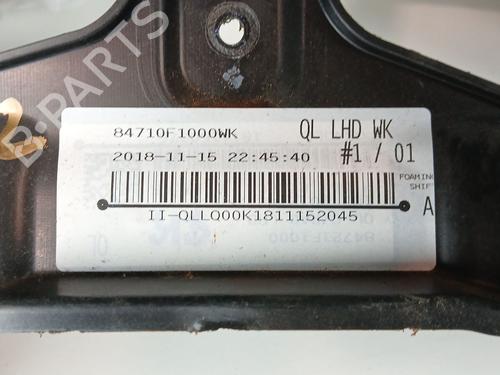 B-PARTS
84710F1000WK QL LHD WK
2018-11-15 22:45:40 #1 / 01
FOAMING
SHIFT
II-QLLQ00K1811152045 A